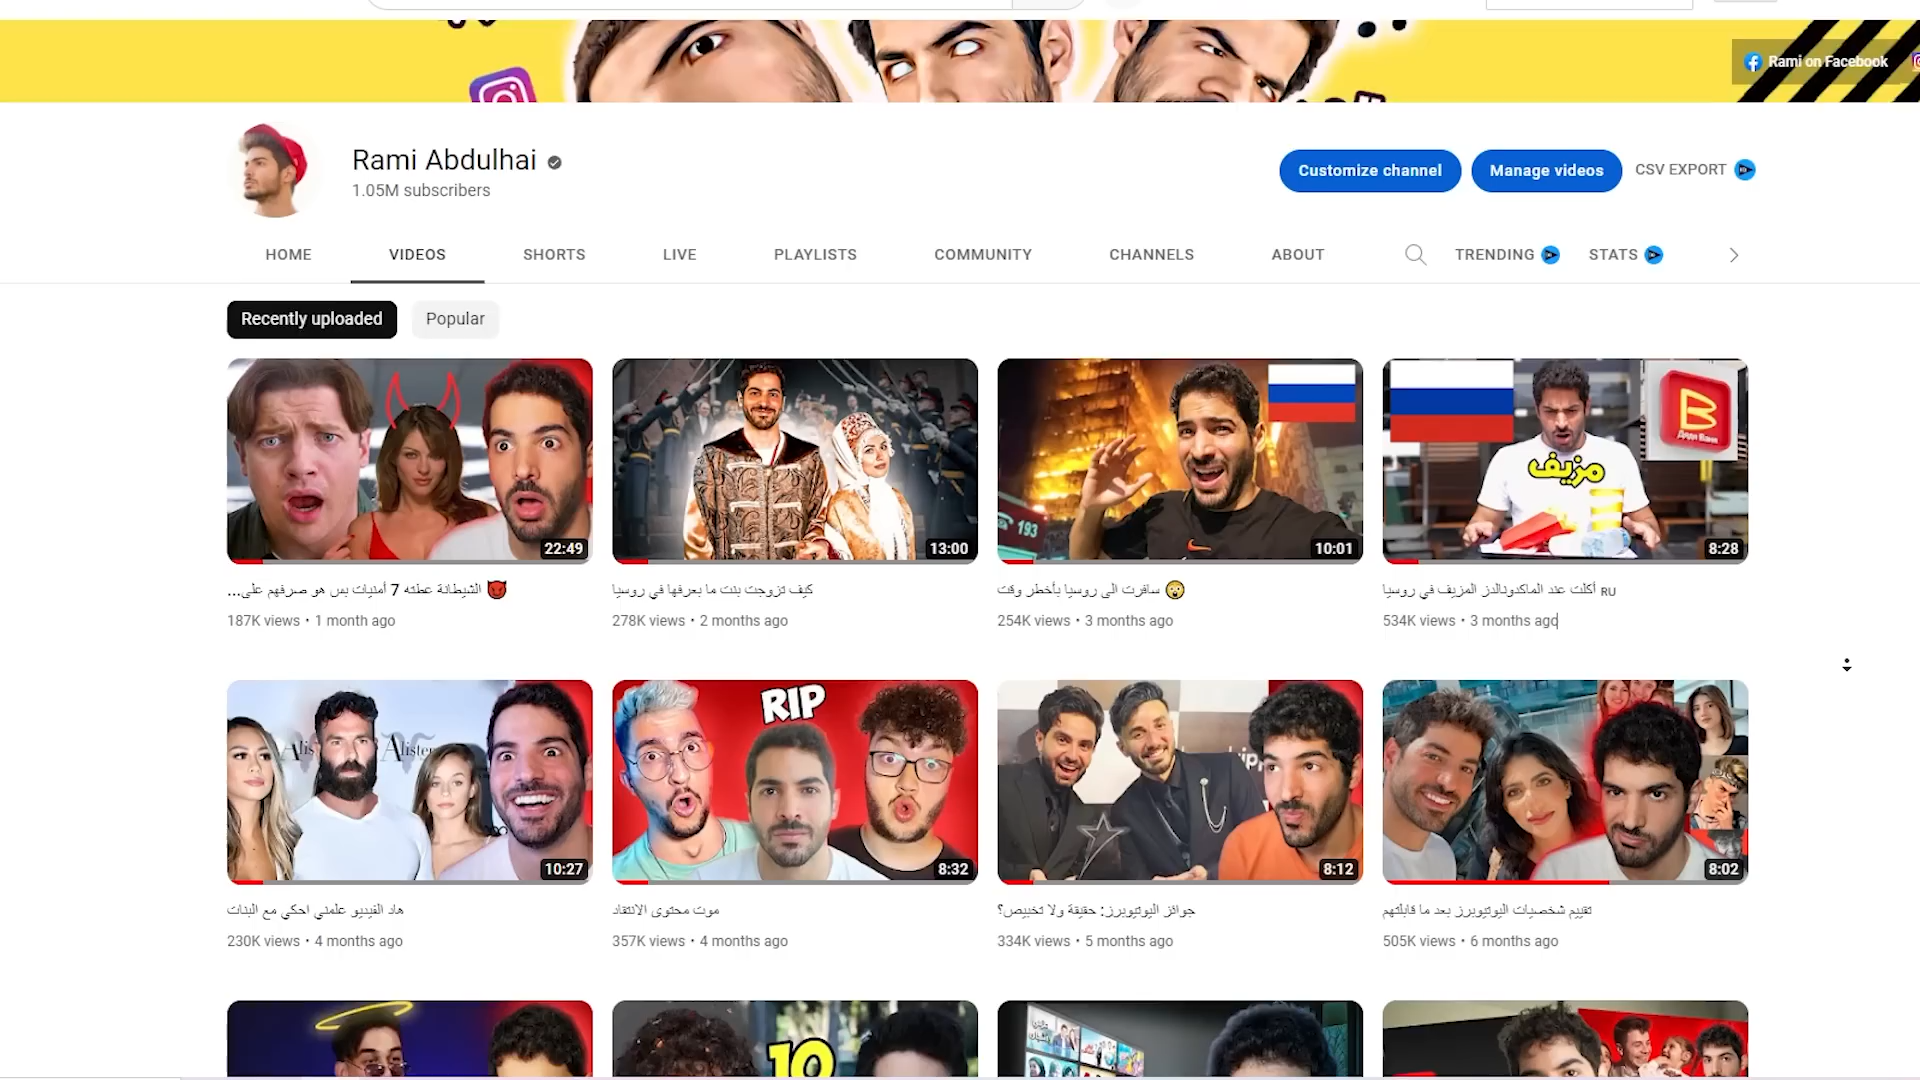 Rami on Facebook
Rami Abdulhai
1.05M subscribers
Customize channel
Manage videos
CSV EXPORT
HOME
VIDEOS
SHORTS
LIVE
PLAYLISTS
COMMUNITY
CHANNELS
ABOUT
TRENDING
STATS
Recently uploaded
Popular
22:49
13:00
193
10:01
مزيف
8:28
الشيطانة عطته 7 أمنيات بس هو صرفهم على...
كيف تزوجت بنت ما بعرفها في روسيا
سافرت الى روسيا بأخطر وقت
RU أكلت عند الماكدونالدز المزيف في روسيا
187K views • 1 month ago
278K views • 2 months ago
254K views • 3 months ago
534K views • 3 months ago
10:27
RIP
8:32
8:12
8:02
هاد الفيديو علمني احكي مع البنات
موت محتوى الانتقاد
جوائز اليوتيوبرز: حقيقة ولا تخبيص؟
تقييم شخصيات اليوتيوبرز بعد ما قابلتهم
230K views • 4 months ago
357K views • 4 months ago
334K views • 5 months ago
505K views • 6 months ago
10